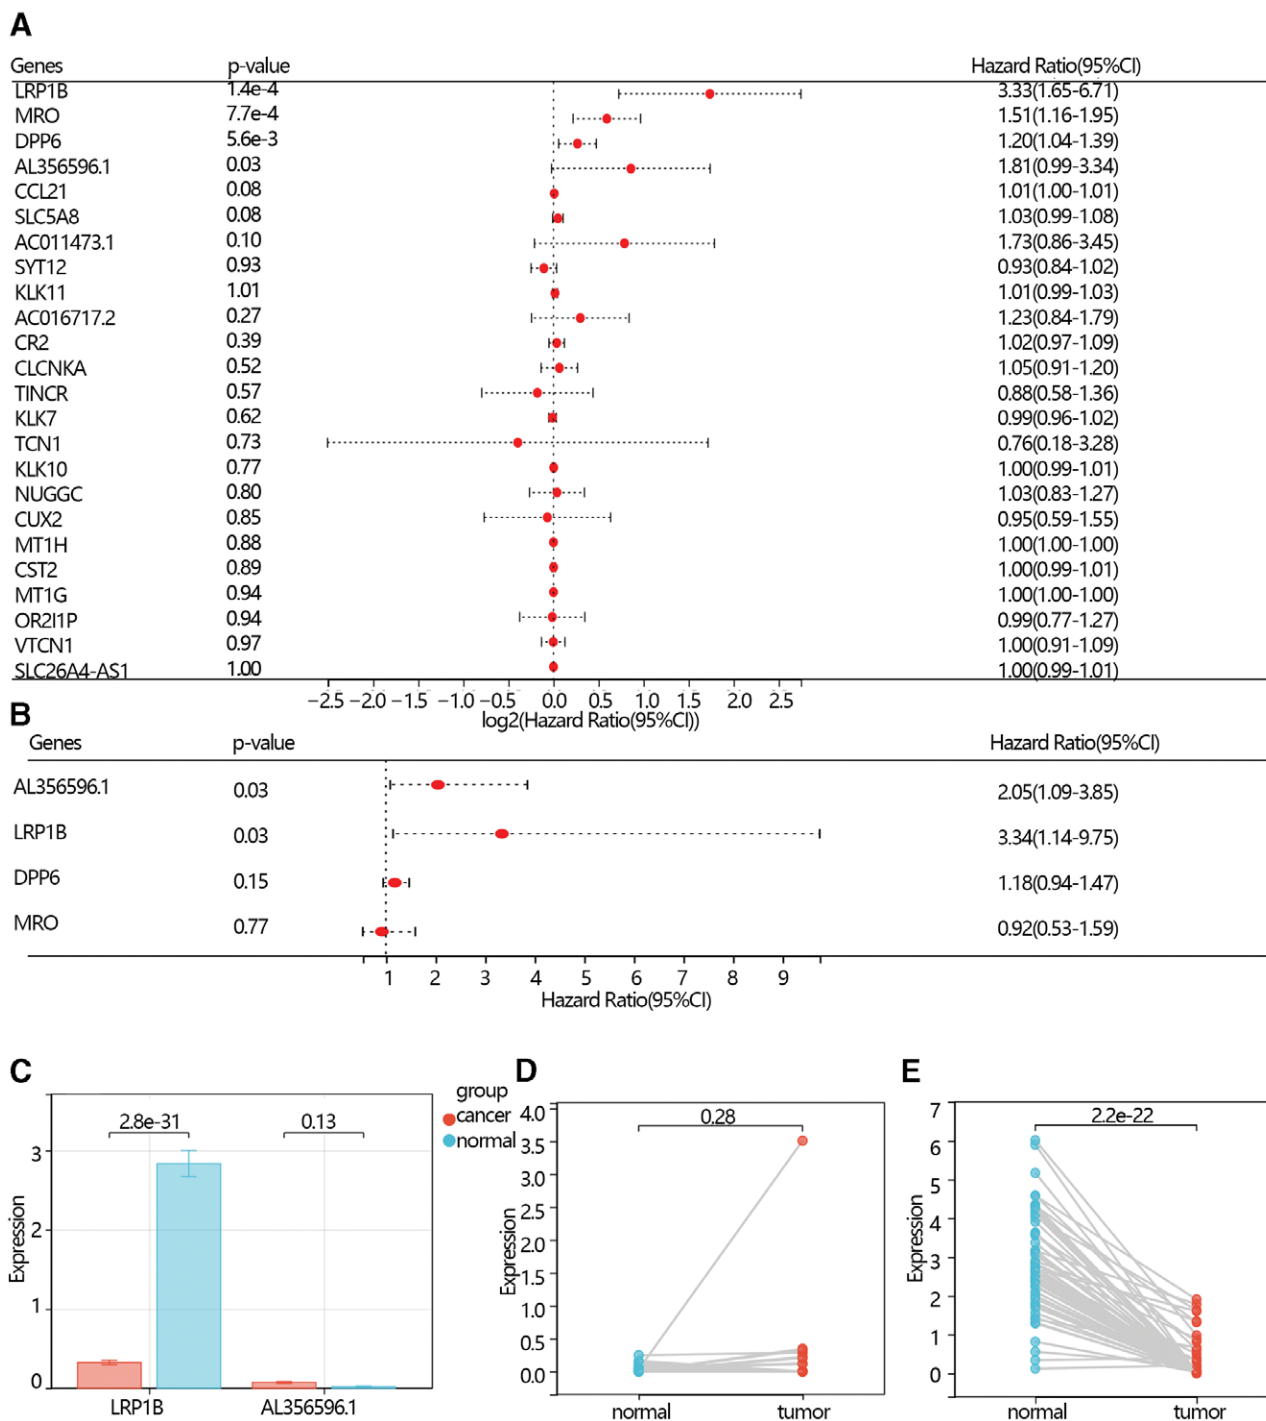 A
Genes p-value Hazard Ratio(95%CI)
LRP1B 1.4e-4 3.33(1.65-6.71)
MRO 7.7e-4 1.51(1.16-1.95)
DPP6 5.6e-3 1.20(1.04-1.39)
AL356596.1 0.03 1.81(0.99-3.34)
CCL21 0.08 1.01(1.00-1.01)
SLC5A8 0.08 1.03(0.99-1.08)
AC011473.1 0.10 1.73(0.86-3.45)
SYT12 0.93 0.93(0.84-1.02)
KLK11 1.01 1.01(0.99-1.03)
AC016717.2 0.27 1.23(0.84-1.79)
CR2 0.39 1.02(0.97-1.09)
CLCNKA 0.52 1.05(0.91-1.20)
TINCR 0.57 0.88(0.58-1.36)
KLK7 0.62 0.99(0.96-1.02)
TCN1 0.73 0.76(0.18-3.28)
KLK10 0.77 1.00(0.99-1.01)
NUGGC 0.80 1.03(0.83-1.27)
CUX2 0.85 0.95(0.59-1.55)
MT1H 0.88 1.00(1.00-1.00)
CST2 0.89 1.00(0.99-1.01)
MT1G 0.94 1.00(1.00-1.00)
OR2I1P 0.94 0.99(0.77-1.27)
VTCN1 0.97 1.00(0.91-1.09)
SLC26A4-AS1 1.00 1.00(0.99-1.01)
−2.5 −2.0 −1.5 −1.0 −0.5 0.0 0.5 1.0 1.5 2.0 2.5
log2(Hazard Ratio(95%CI))
B
Genes p-value Hazard Ratio(95%CI)
AL356596.1 0.03 2.05(1.09-3.85)
LRP1B 0.03 3.34(1.14-9.75)
DPP6 0.15 1.18(0.94-1.47)
MRO 0.77 0.92(0.53-1.59)
1 2 3 4 5 6 7 8 9
Hazard Ratio(95%CI)
C
group
cancer
normal
2.8e-31 0.13
3
2
1
0
Expression
LRP1B AL356596.1
D
0.28
4.0
3.5
3.0
2.5
2.0
1.5
1.0
0.5
0.0
Expression
normal tumor
E
2.2e-22
7
6
5
4
3
2
1
0
Expression
normal tumor